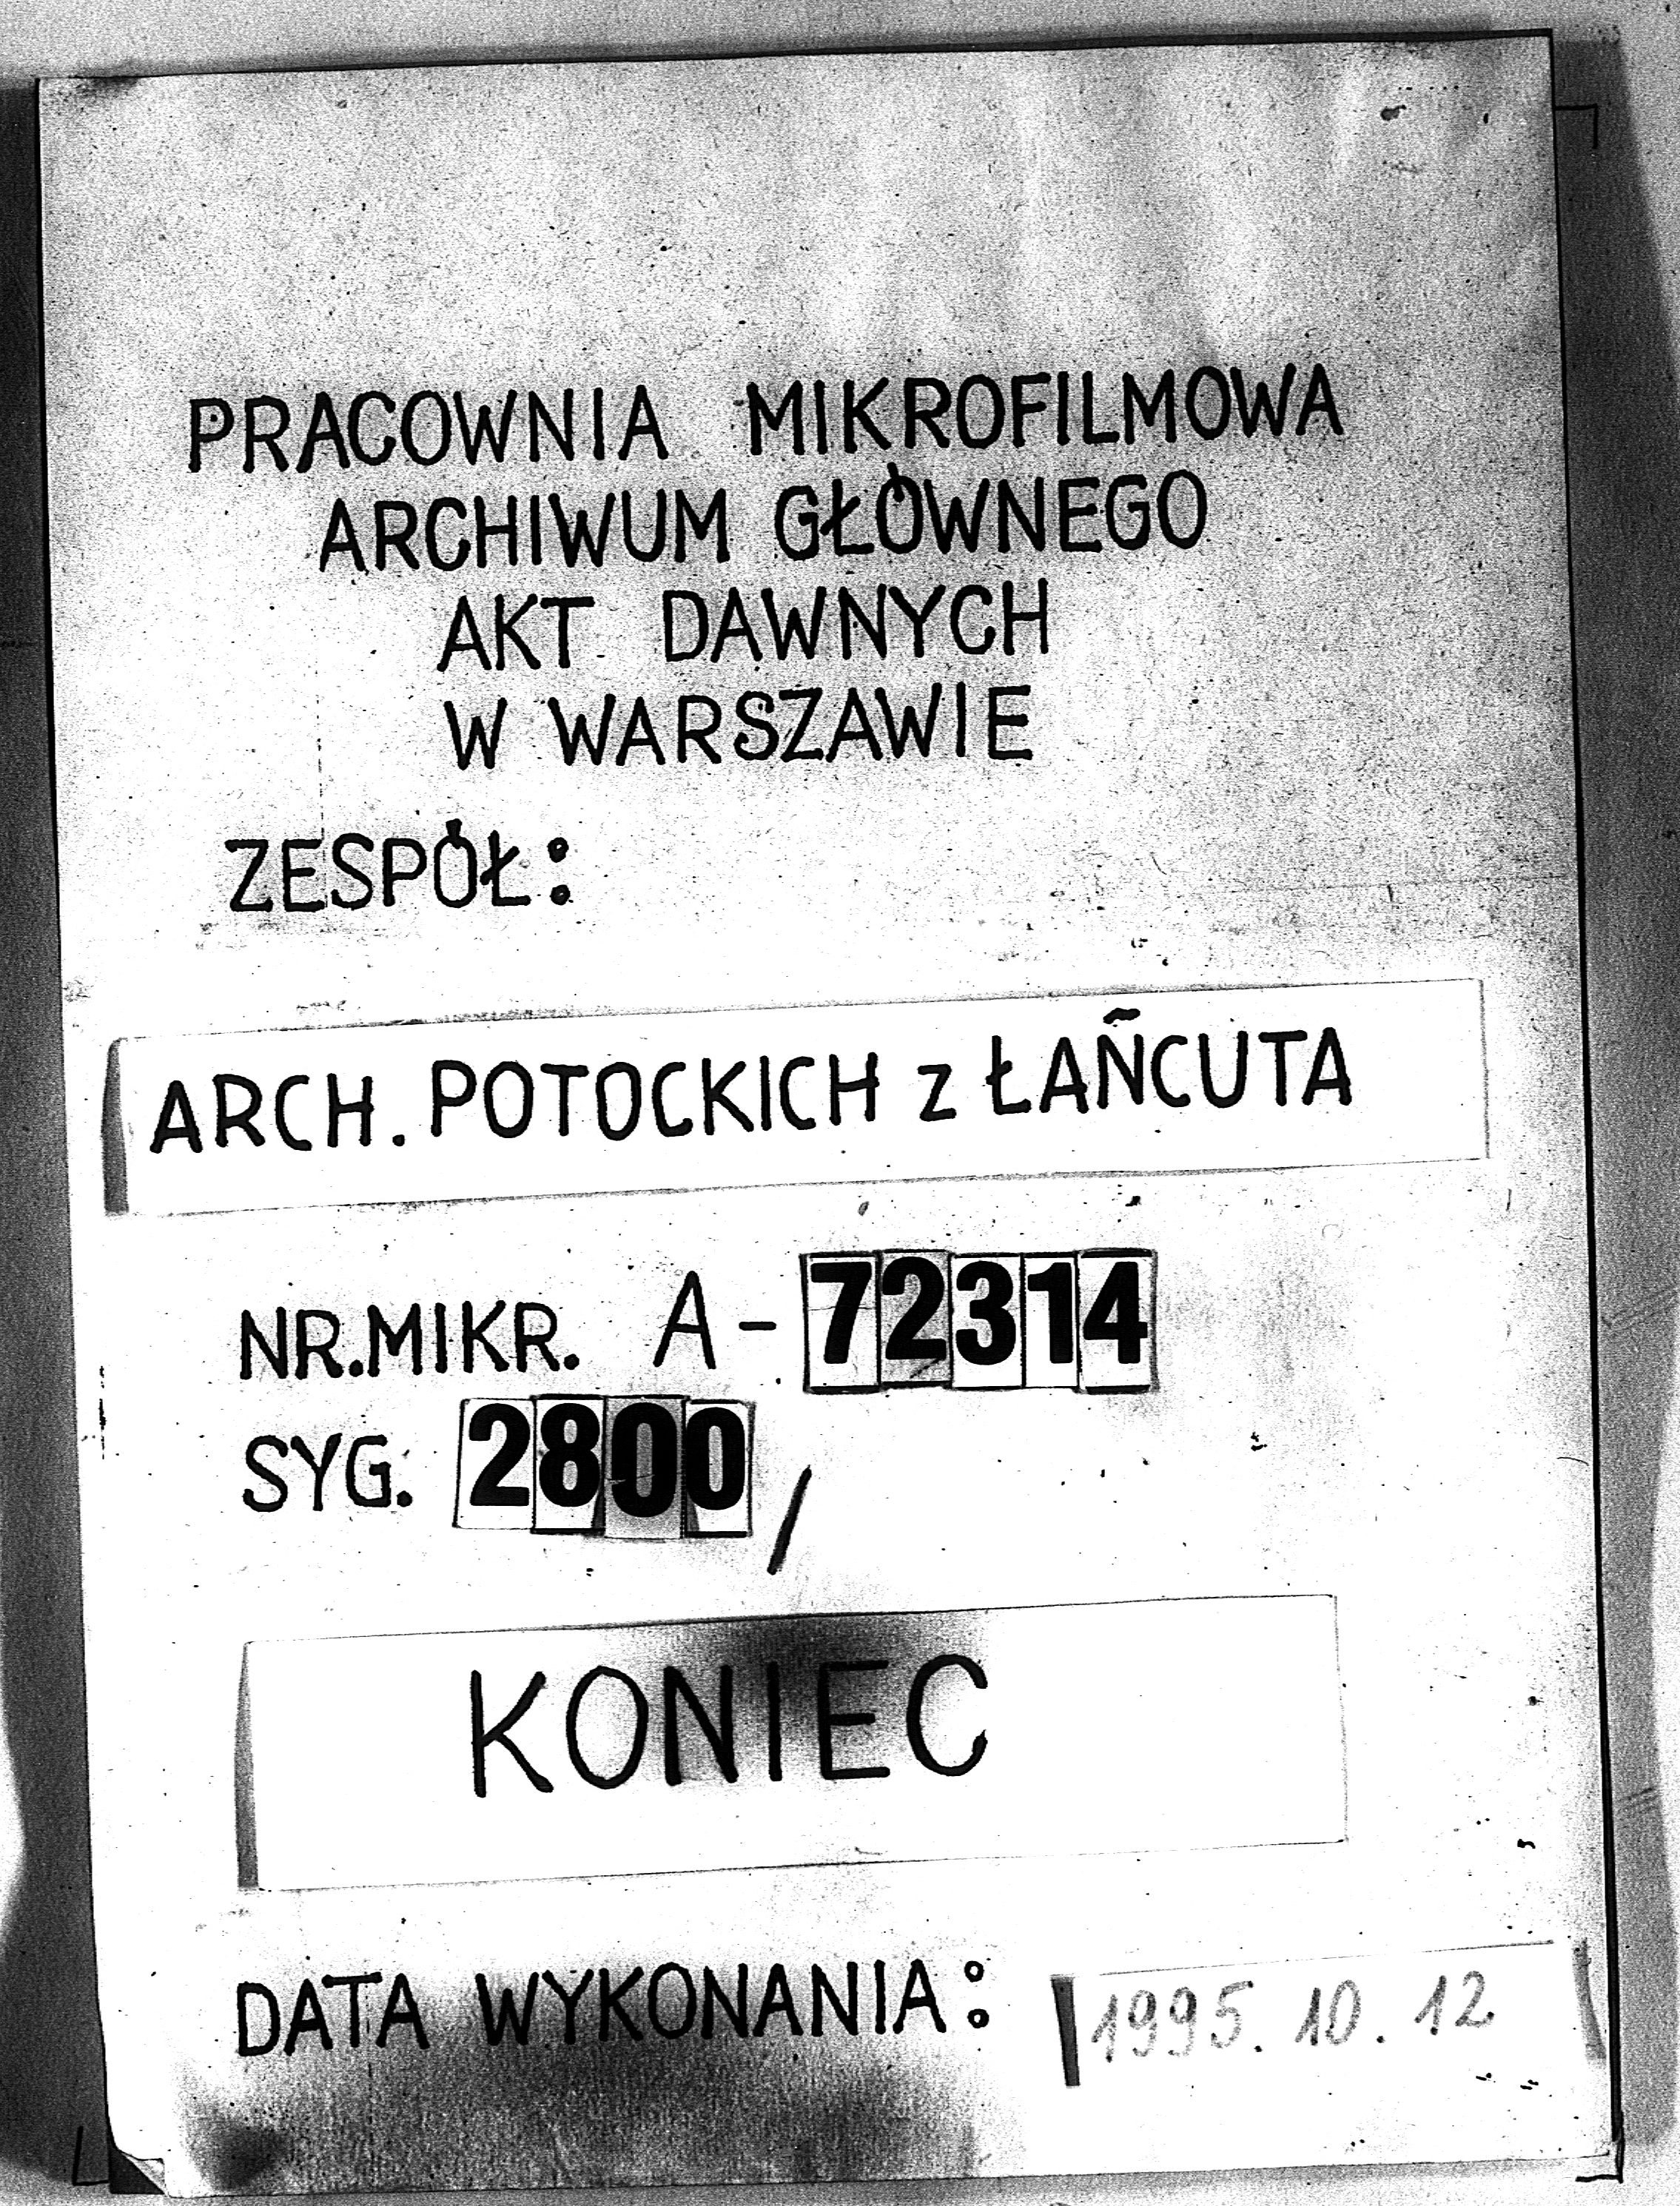 PRACOWNIA MIKROFILMOWA
ARCHIWUM GŁÓWNEGO
AKT DAWNYCH
W WARSZAWIE
ZESPÓŁ:
ARCH. POTOCKICH z ŁAŃCUTA
NR.MIKR. A-72314
SYG. 2800/
KONIEC
DATA WYKONANIA: 1995.10.12